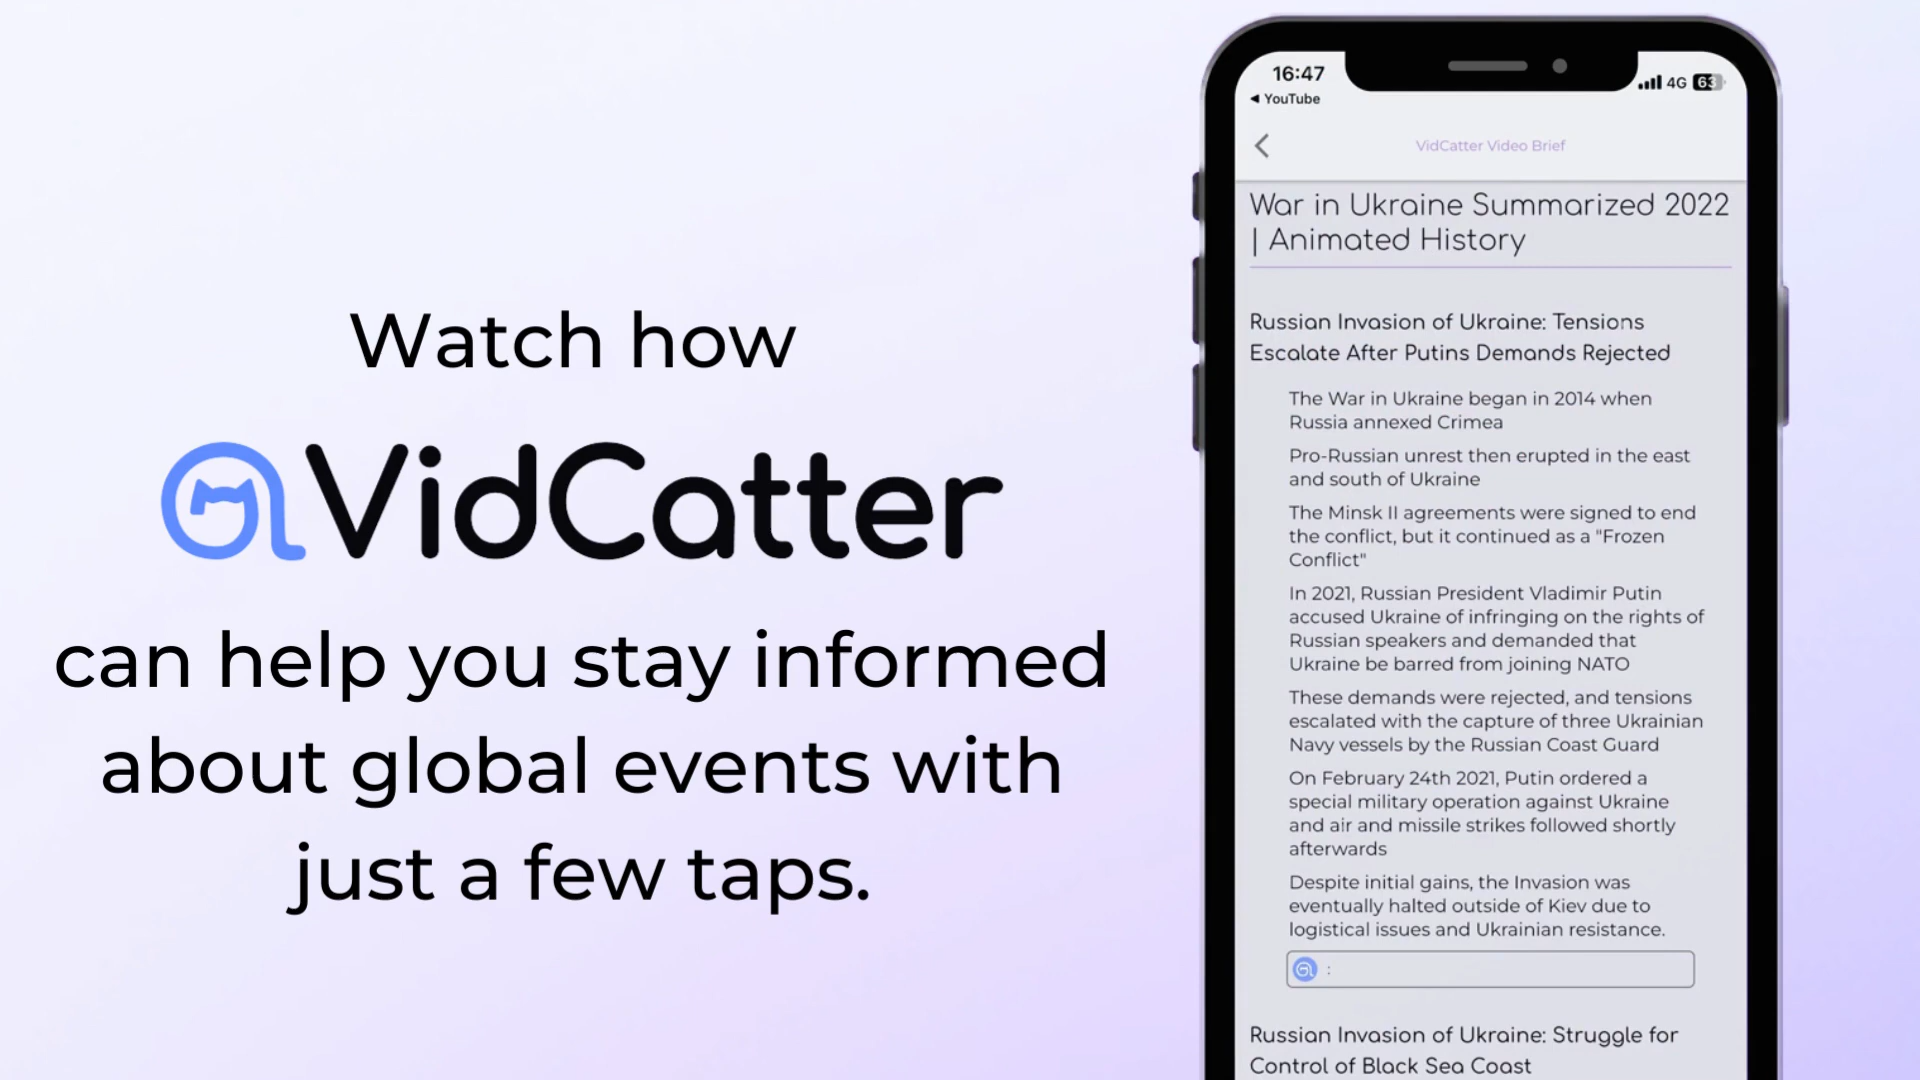 Watch how
VidCatter
can help you stay informed
about global events with
just a few taps.
16:47
◀ YouTube
4G 63
VidCatter Video Brief
War in Ukraine Summarized 2022
| Animated History
Russian Invasion of Ukraine: Tensions
Escalate After Putins Demands Rejected
The War in Ukraine began in 2014 when
Russia annexed Crimea
Pro-Russian unrest then erupted in the east
and south of Ukraine
The Minsk II agreements were signed to end
the conflict, but it continued as a "Frozen
Conflict"
In 2021, Russian President Vladimir Putin
accused Ukraine of infringing on the rights of
Russian speakers and demanded that
Ukraine be barred from joining NATO
These demands were rejected, and tensions
escalated with the capture of three Ukrainian
Navy vessels by the Russian Coast Guard
On February 24th 2021, Putin ordered a
special military operation against Ukraine
and air and missile strikes followed shortly
afterwards
Despite initial gains, the Invasion was
eventually halted outside of Kiev due to
logistical issues and Ukrainian resistance.
:
Russian Invasion of Ukraine: Struggle for
Control of Black Sea Coast